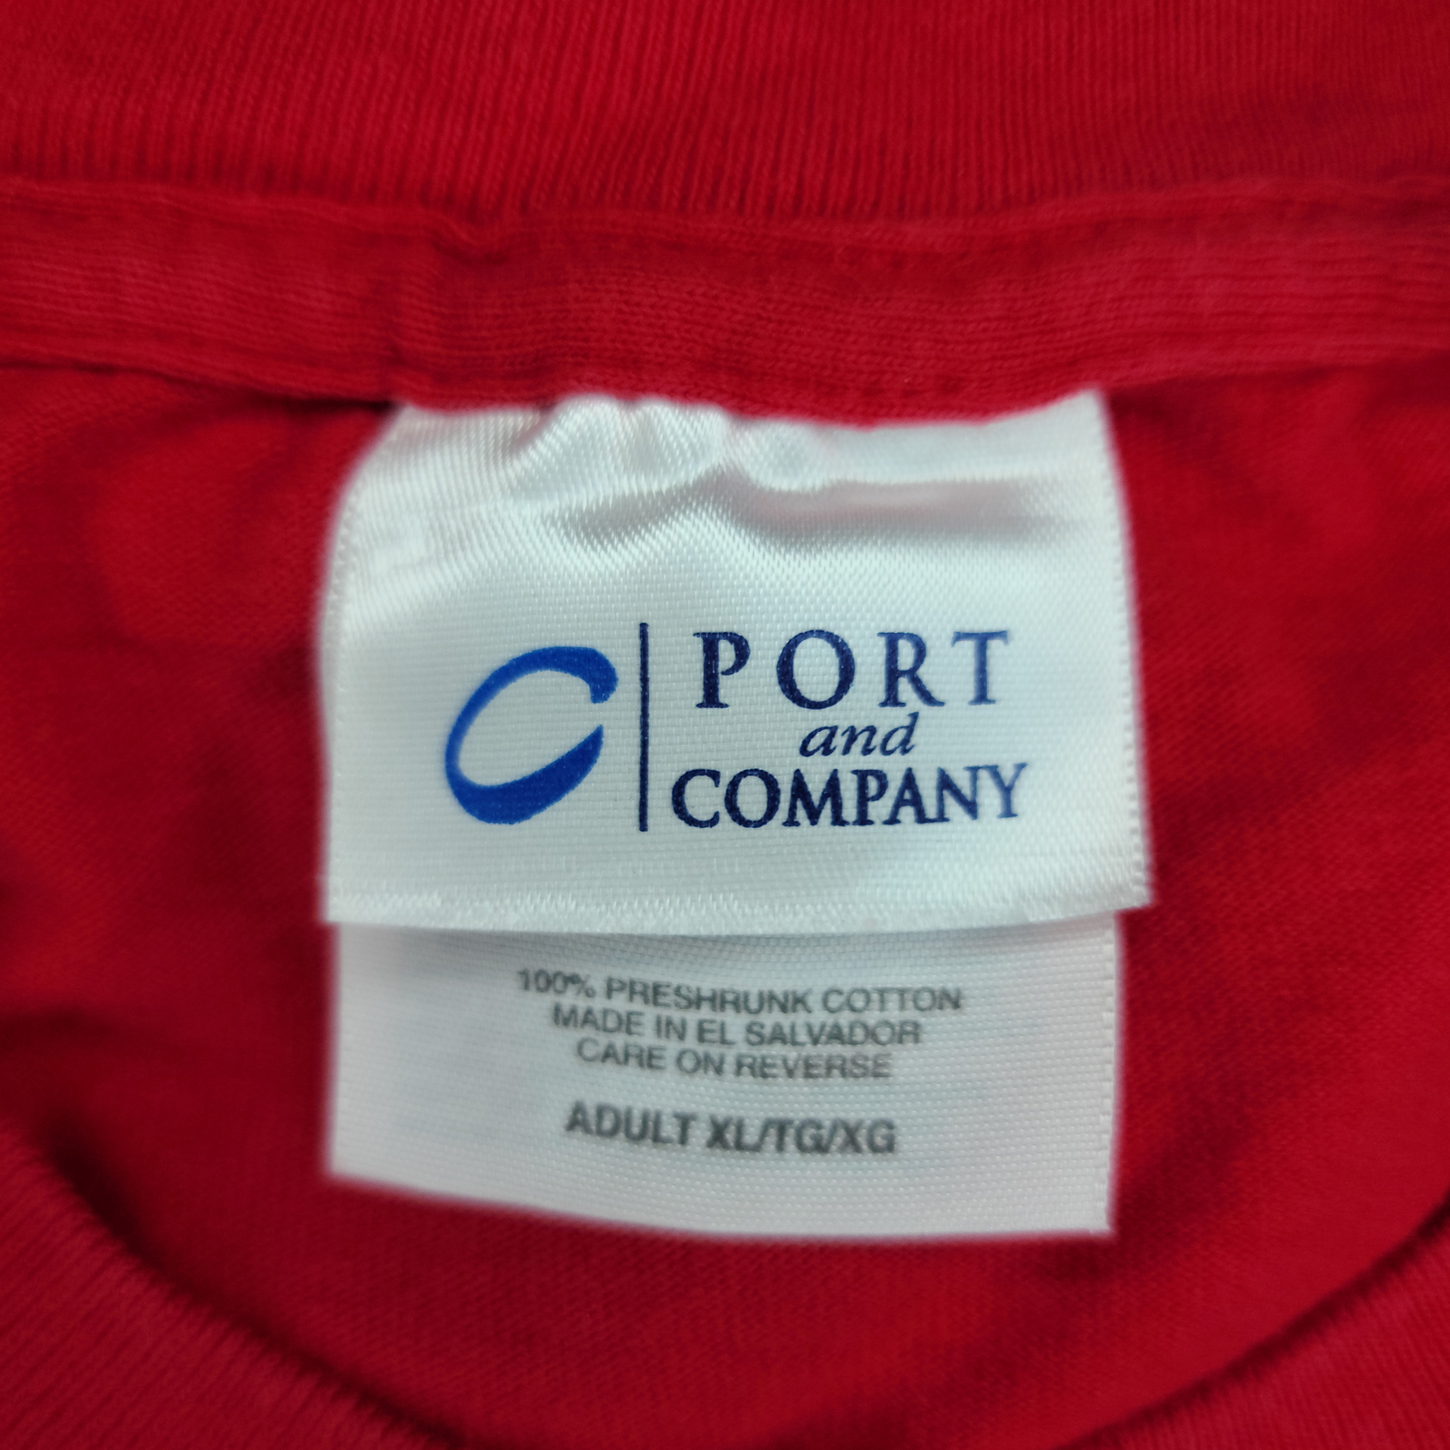 PORT
and
COMPANY
100% PRESHRUNK COTTON
MADE IN EL SALVADOR
CARE ON REVERSE
ADULT XL/TG/XG